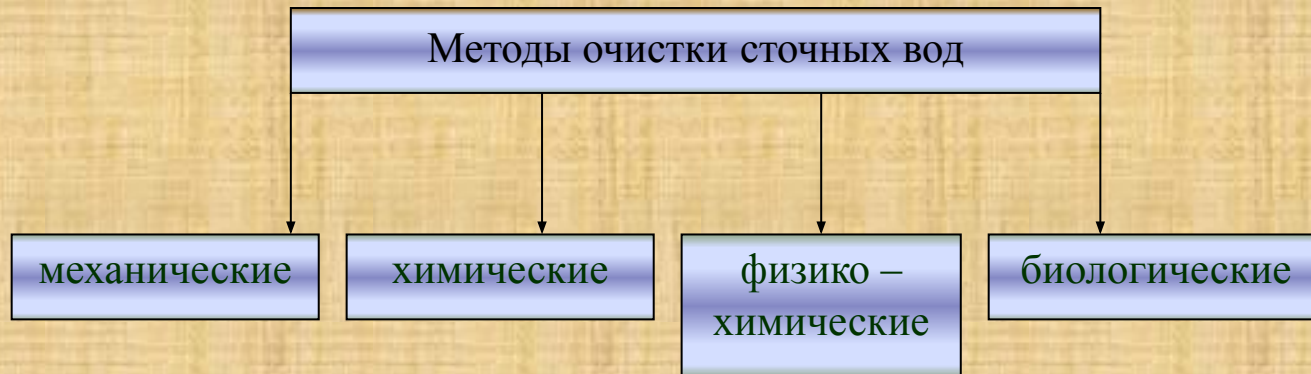 Методы очистки сточных вод
механические
химические
физико –
химические
биологические